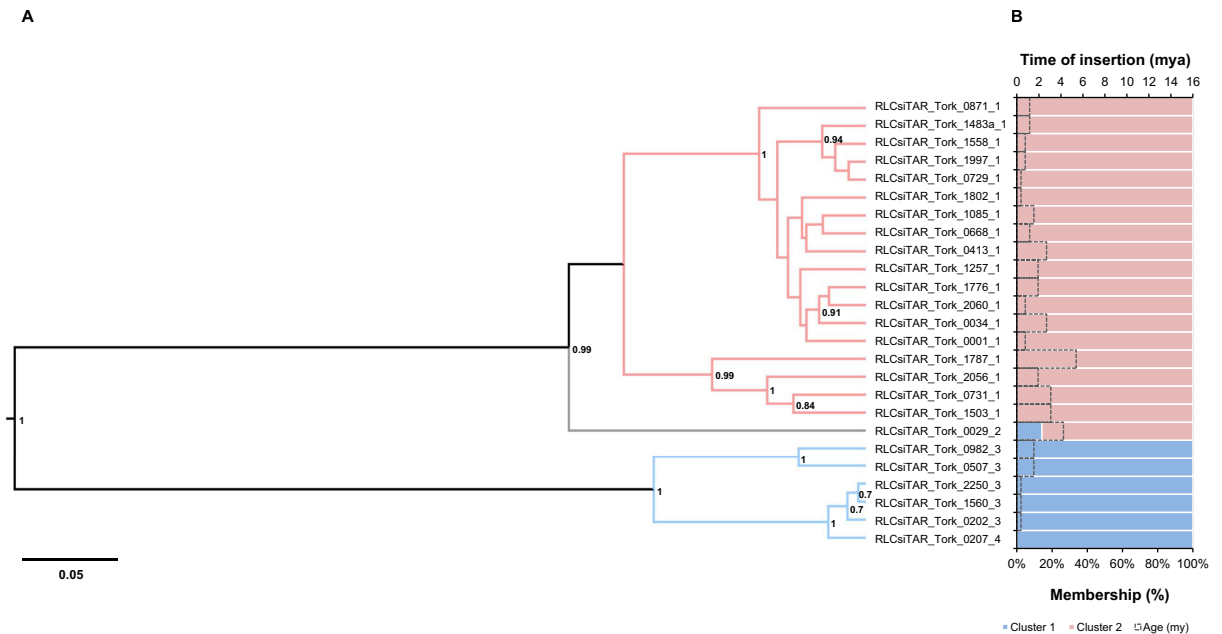 A
B
Time of insertion (mya)
0 2 4 6 8 10 12 14 16
RLCsiTAR_Tork_0871_1
RLCsiTAR_Tork_1483a_1
0.94
RLCsiTAR_Tork_1558_1
1
RLCsiTAR_Tork_1997_1
RLCsiTAR_Tork_0729_1
RLCsiTAR_Tork_1802_1
RLCsiTAR_Tork_1085_1
RLCsiTAR_Tork_0668_1
RLCsiTAR_Tork_0413_1
RLCsiTAR_Tork_1257_1
RLCsiTAR_Tork_1776_1
RLCsiTAR_Tork_2060_1
0.91
RLCsiTAR_Tork_0034_1
RLCsiTAR_Tork_0001_1
0.99
RLCsiTAR_Tork_1787_1
0.99
RLCsiTAR_Tork_2056_1
1
RLCsiTAR_Tork_0731_1
0.84
RLCsiTAR_Tork_1503_1
1
RLCsiTAR_Tork_0029_2
RLCsiTAR_Tork_0982_3
1
RLCsiTAR_Tork_0507_3
RLCsiTAR_Tork_2250_3
1
0.7
RLCsiTAR_Tork_1560_3
0.7
RLCsiTAR_Tork_0202_3
1
RLCsiTAR_Tork_0207_4
0.05
0% 20% 40% 60% 80% 100%
Membership (%)
Cluster 1 Cluster 2 Age (my)